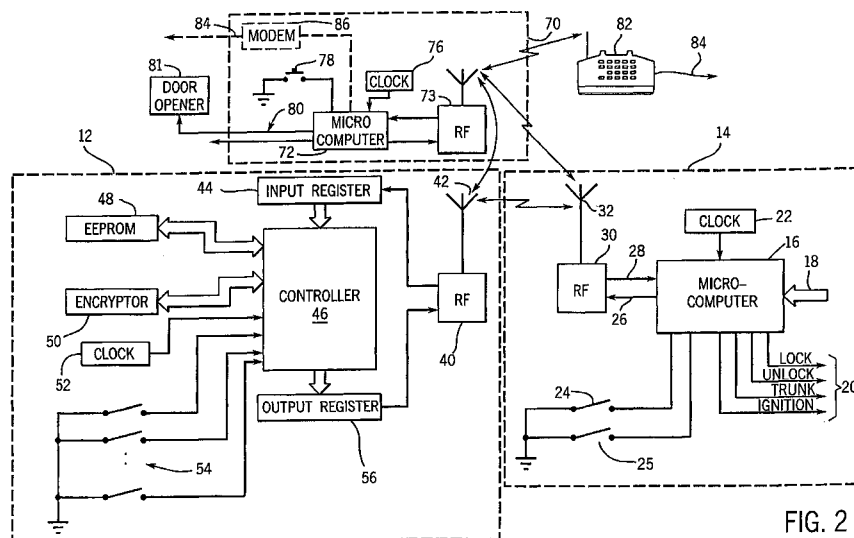 84
MODEM
86
70
82
78
76
81
CLOCK
73
84
DOOR
OPENER
80
MICRO
COMPUTER
RF
12
72
14
44
INPUT REGISTER
42
32
48
EEPROM
CLOCK
22
30
28
16
18
CONTROLLER
46
RF
MICRO-
COMPUTER
ENCRYPTOR
RF
26
50
CLOCK
40
52
LOCK
UNLOCK
TRUNK
IGNITION
20
OUTPUT REGISTER
24
54
56
25
FIG. 2